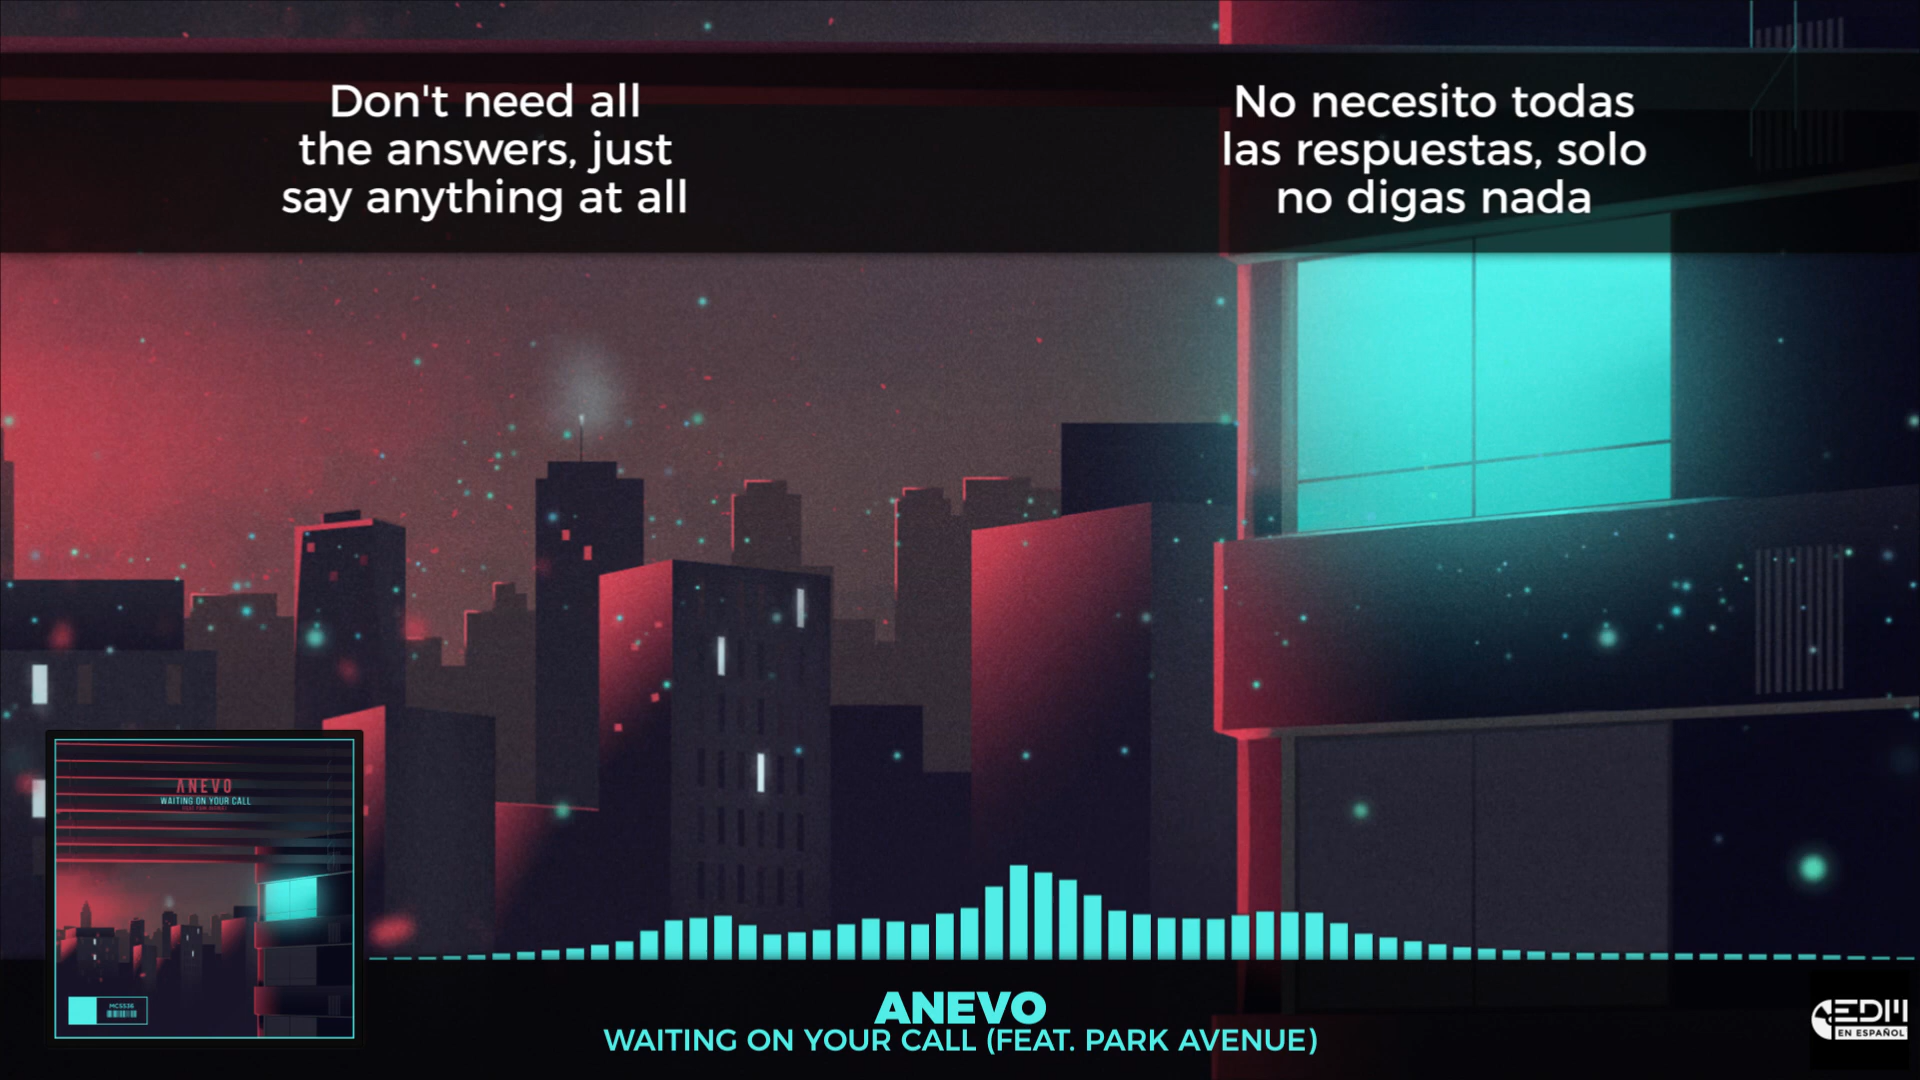 Don't need all
the answers, just
say anything at all
No necesito todas
las respuestas, solo
no digas nada
ANEVO
WAITING ON YOUR CALL
MCS536
ANEVO
WAITING ON YOUR CALL (FEAT. PARK AVENUE)
EDM
EN ESPAÑOL